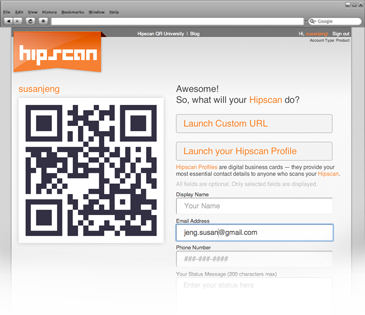 File Edit View History Bookmarks Window Help
Google
hipscan
Hipscan QR University | Blog
Hi, susanjeng! Sign out
Account Type: Product
susanjeng
Awesome!
So, what will your Hipscan do?
Launch Custom URL
Launch your Hipscan Profile
Hipscan Profiles are digital business cards — they provide your
most essential contact details to anyone who scans your Hipscan.
All fields are optional. Only selected fields are displayed.
Display Name
Your Name
Email Address
jeng.susan@gmail.com
Phone Number
###-###-####
Your Status Message (200 characters max)
Enter your status here